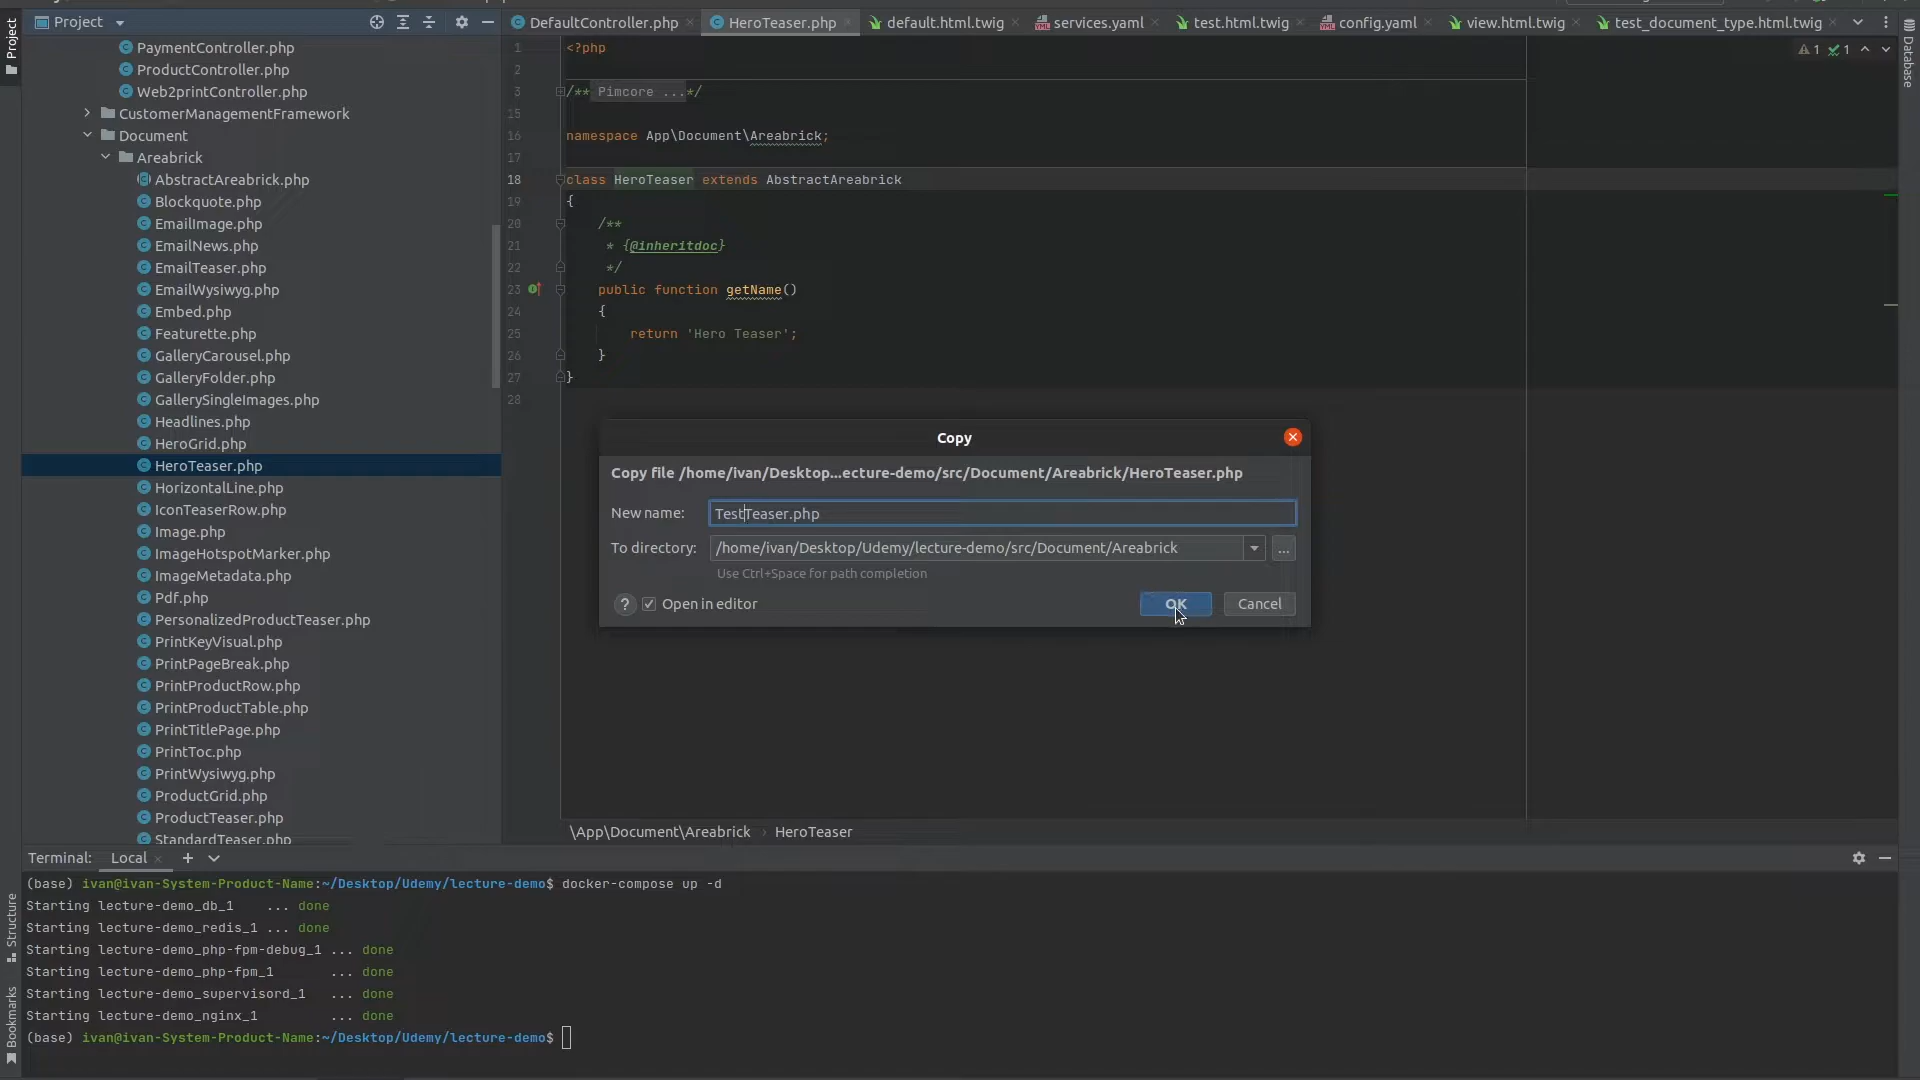 Project
DefaultController.php
HeroTeaser.php
default.html.twig
services.yaml
test.html.twig
config.yaml
view.html.twig
test_document_type.html.twig
Project
Database
PaymentController.php
ProductController.php
Web2printController.php
CustomerManagementFramework
Document
Areabrick
AbstractAreabrick.php
Blockquote.php
EmailImage.php
EmailNews.php
EmailTeaser.php
EmailWysiwyg.php
Embed.php
Featurette.php
GalleryCarousel.php
GalleryFolder.php
GallerySingleImages.php
Headlines.php
HeroGrid.php
HeroTeaser.php
HorizontalLine.php
IconTeaserRow.php
Image.php
ImageHotspotMarker.php
ImageMetadata.php
Pdf.php
PersonalizedProductTeaser.php
PrintKeyVisual.php
PrintPageBreak.php
PrintProductRow.php
PrintProductTable.php
PrintTitlePage.php
PrintToc.php
PrintWysiwyg.php
ProductGrid.php
ProductTeaser.php
StandardTeaser.php
1 <?php
2
3 /** Pimcore ...*/
15
16 namespace App\Document\Areabrick;
17
18 class HeroTeaser extends AbstractAreabrick
19 {
20 /**
21 * {@inheritdoc}
22 */
23 public function getName()
24 {
25 return 'Hero Teaser';
26 }
27 }
28
1 1
Copy
Copy file /home/ivan/Desktop...ecture-demo/src/Document/Areabrick/HeroTeaser.php
New name: TestTeaser.php
To directory: /home/ivan/Desktop/Udemy/lecture-demo/src/Document/Areabrick ...
Use Ctrl+Space for path completion
? Open in editor OK Cancel
\App\Document\Areabrick › HeroTeaser
Terminal: Local
(base) ivan@ivan-System-Product-Name:~/Desktop/Udemy/lecture-demo$ docker-compose up -d
Starting lecture-demo_db_1 ... done
Starting lecture-demo_redis_1 ... done
Starting lecture-demo_php-fpm-debug_1 ... done
Starting lecture-demo_php-fpm_1 ... done
Starting lecture-demo_supervisord_1 ... done
Starting lecture-demo_nginx_1 ... done
(base) ivan@ivan-System-Product-Name:~/Desktop/Udemy/lecture-demo$
Structure
Bookmarks